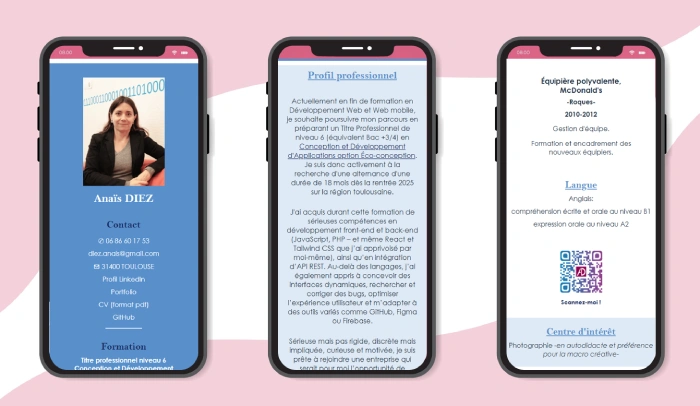 09:00
1110001100100110100
Anaïs DIEZ
Contact
✆ 06 86 60 17 53
diez.anais@gmail.com
31400 TOULOUSE
Profil Linkedin
Portfolio
CV (format pdf)
GitHub
Formation
Titre professionnel niveau 6
Conception et Développement
Profil professionnel
Actuellement en fin de formation en
Développement Web et Web mobile,
je souhaite poursuivre mon parcours en
préparant un Titre Professionnel de
niveau 6 (équivalent Bac +3/4) en
Conception et Développement
d'Applications option Éco-conception.
Je suis donc activement à la
recherche d'une alternance d'une
durée de 18 mois dès la rentrée 2025
sur la région toulousaine.
J'ai acquis durant cette formation de
sérieuses compétences en
développement front-end et back-end
(JavaScript, PHP – et même React et
Tailwind CSS que j'ai apprivoisé par
moi-même), ainsi qu'en intégration
d'API REST. Au-delà des langages, j'ai
également appris à concevoir des
interfaces dynamiques, rechercher et
corriger des bugs, optimiser
l'expérience utilisateur et m'adapter à
des outils variés comme GitHub, Figma
ou Firebase.
Sérieuse mais pas rigide, discrète mais
impliquée, curieuse et motivée, je suis
prête à rejoindre une entreprise qui
serait pour moi l'opportunité de
09:00
Équipière polyvalente,
McDonald's
-Roques-
2010-2012
Gestion d'équipe.
Formation et encadrement des
nouveaux équipiers.
Langue
Anglais:
compréhension écrite et orale au niveau B1
expression orale au niveau A2
AD
Scannez-moi !
Centre d'intérêt
Photographie -en autodidacte et préférence
pour la macro créative-